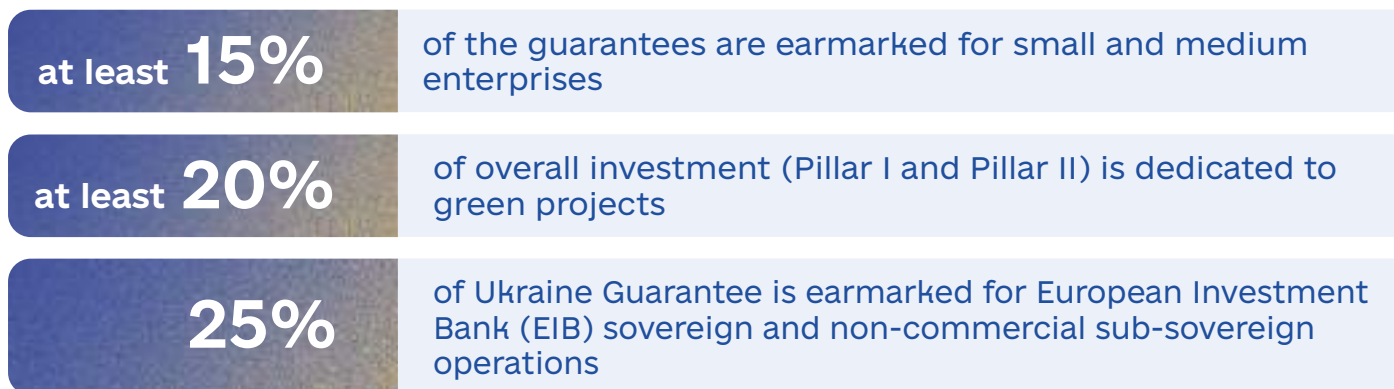 at least 15%
of the guarantees are earmarked for small and medium
enterprises
at least 20%
of overall investment (Pillar I and Pillar II) is dedicated to
green projects
25%
of Ukraine Guarantee is earmarked for European Investment
Bank (EIB) sovereign and non-commercial sub-sovereign
operations